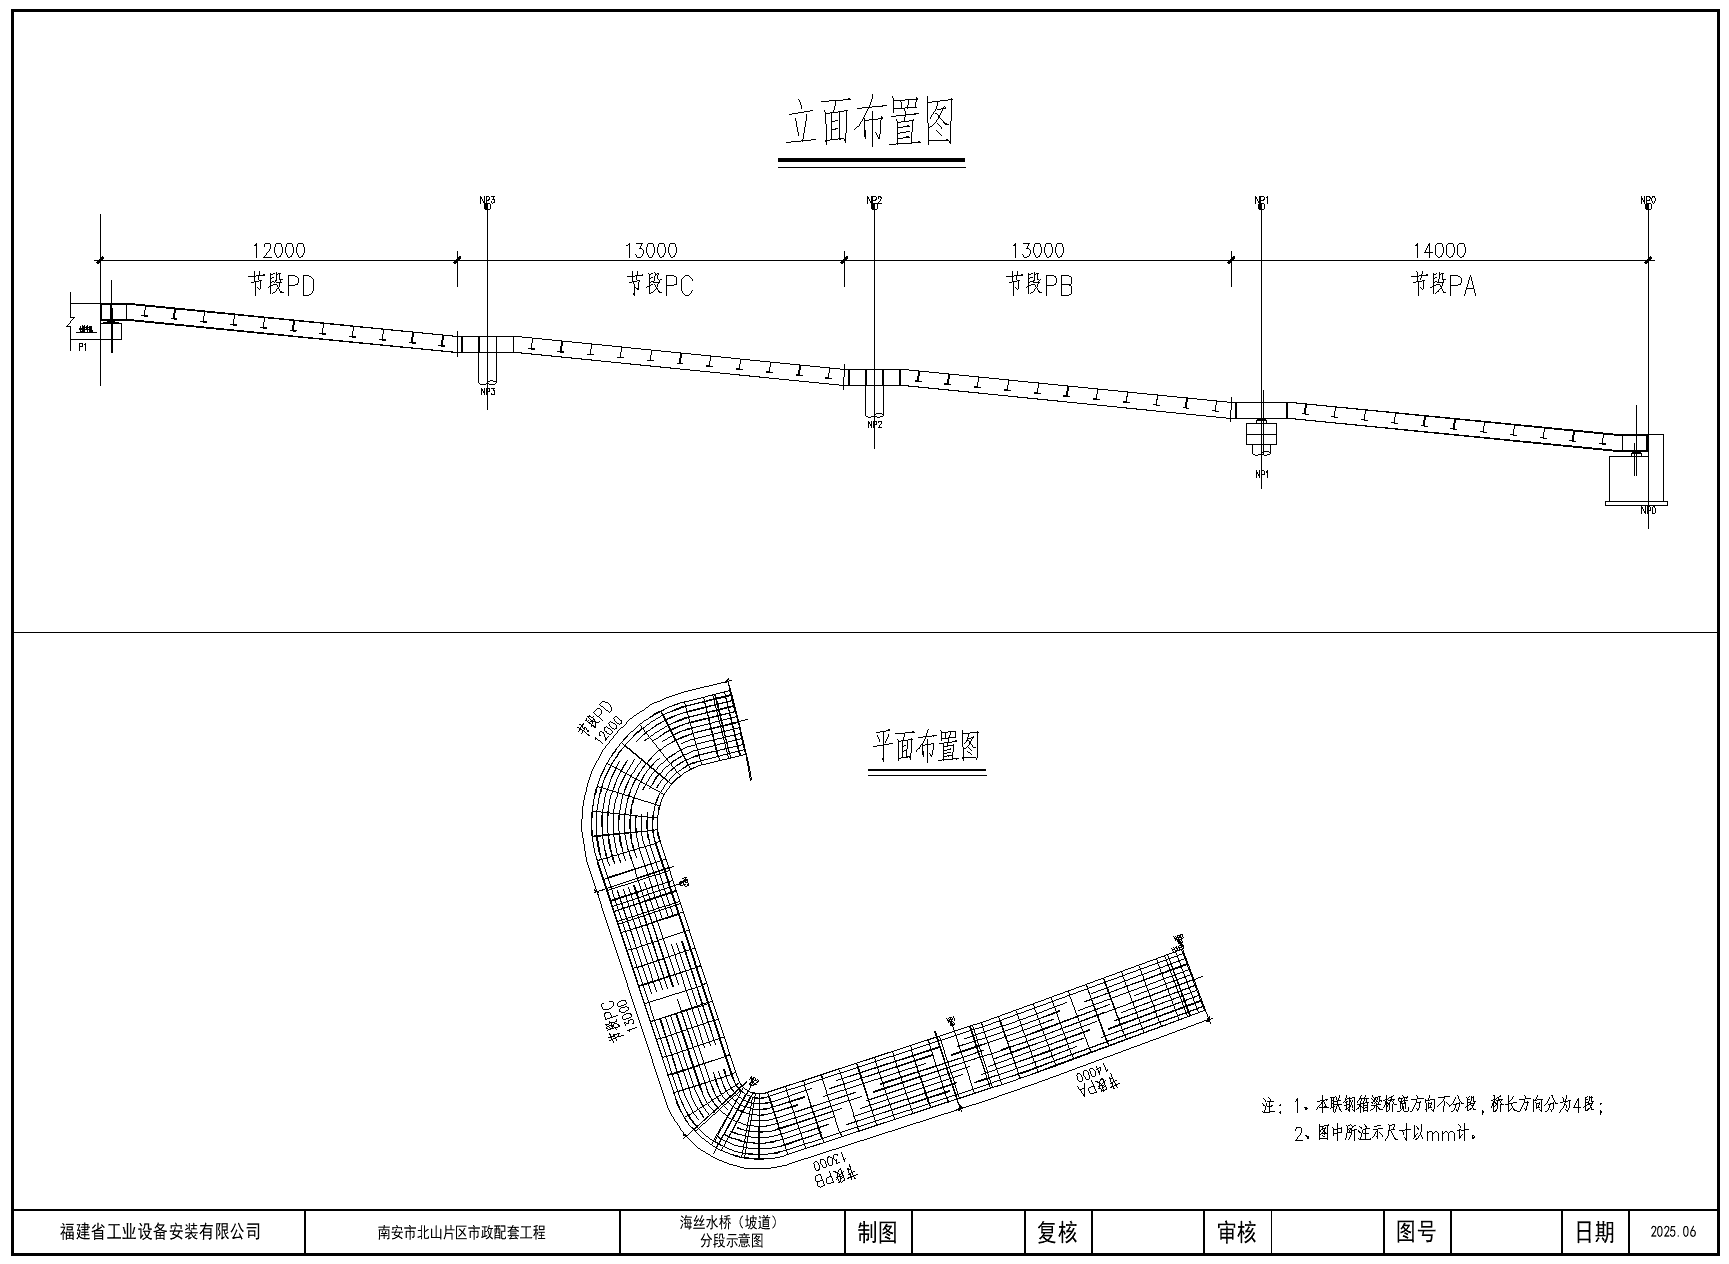 立面布置图
NP3
NP2
NP1
NP0
12000
13000
13000
14000
节段PD
节段PC
节段PB
节段PA
P1
NP3
NP2
NP1
NP0
平面布置图
节段PD
12000
节段PC
13000
节段PB
13000
节段PA
14000
注：1、本联钢箱梁桥宽方向不分段，桥长方向分为4段；
2、图中所注示尺寸以mm计。
福建省工业设备安装有限公司
南安市北山片区市政配套工程
海丝水桥（坡道）
分段示意图
制图
复核
审核
图号
日期
2025.06